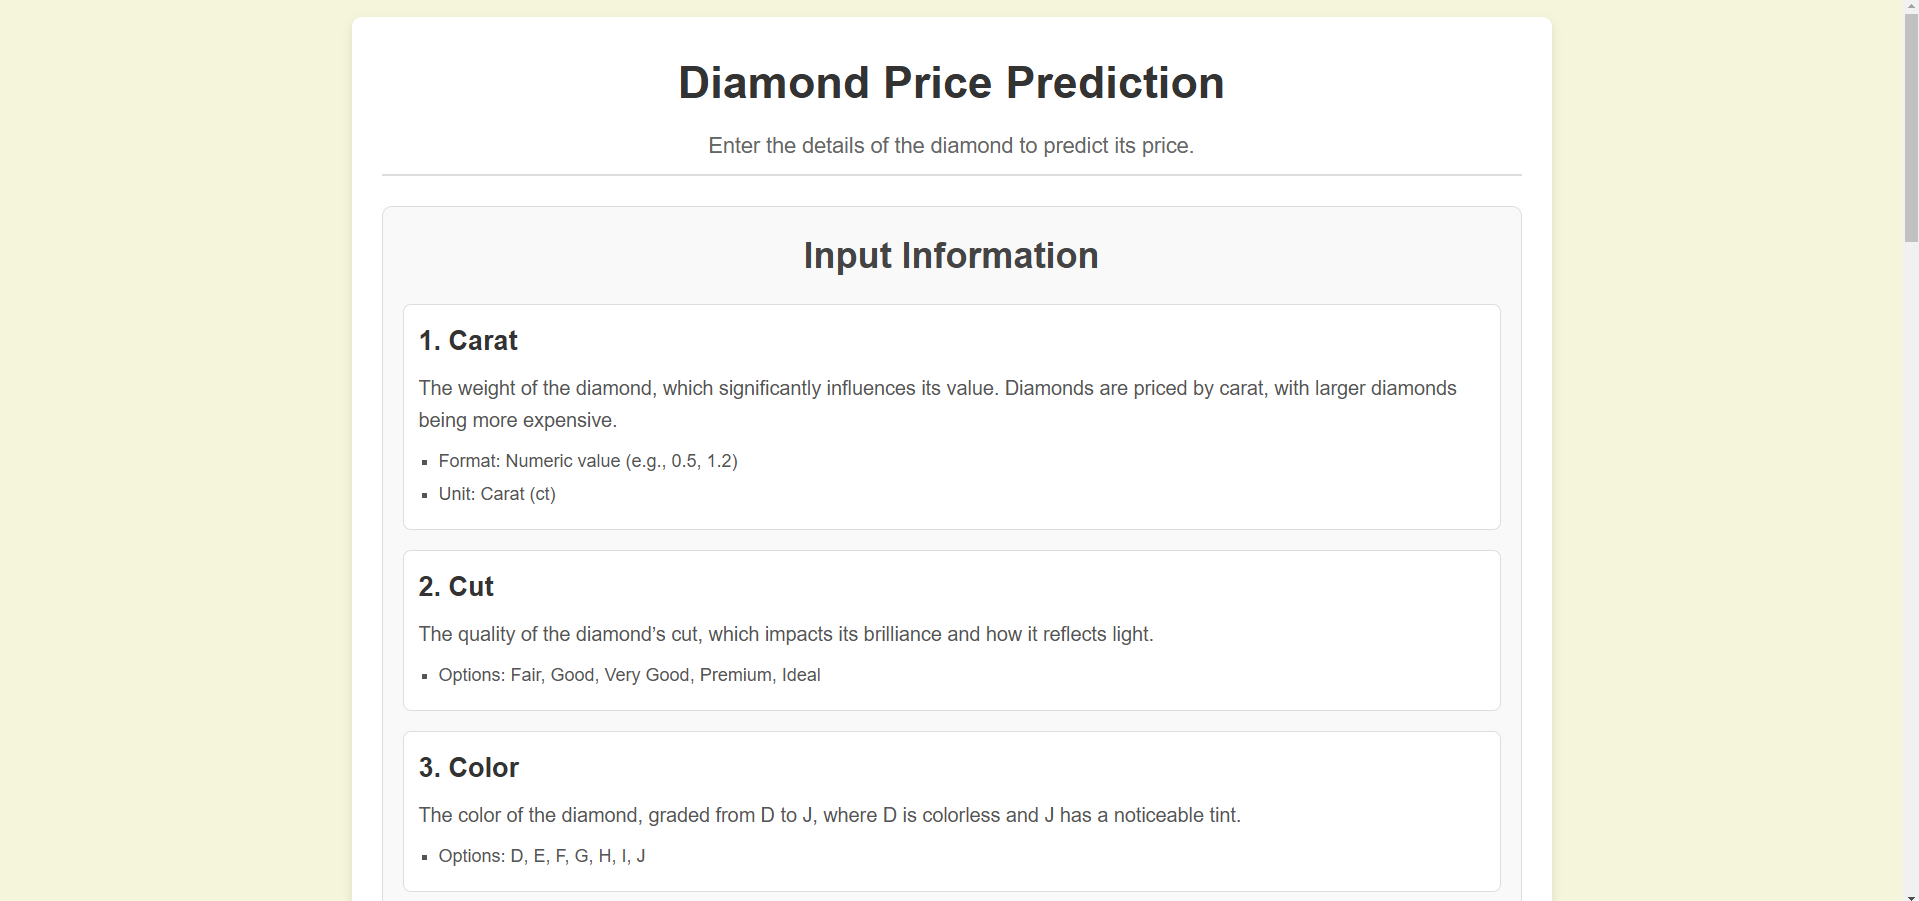 Diamond Price Prediction
Enter the details of the diamond to predict its price.
Input Information
1. Carat
The weight of the diamond, which significantly influences its value. Diamonds are priced by carat, with larger diamonds
being more expensive.
▪ Format: Numeric value (e.g., 0.5, 1.2)
▪ Unit: Carat (ct)
2. Cut
The quality of the diamond’s cut, which impacts its brilliance and how it reflects light.
▪ Options: Fair, Good, Very Good, Premium, Ideal
3. Color
The color of the diamond, graded from D to J, where D is colorless and J has a noticeable tint.
▪ Options: D, E, F, G, H, I, J